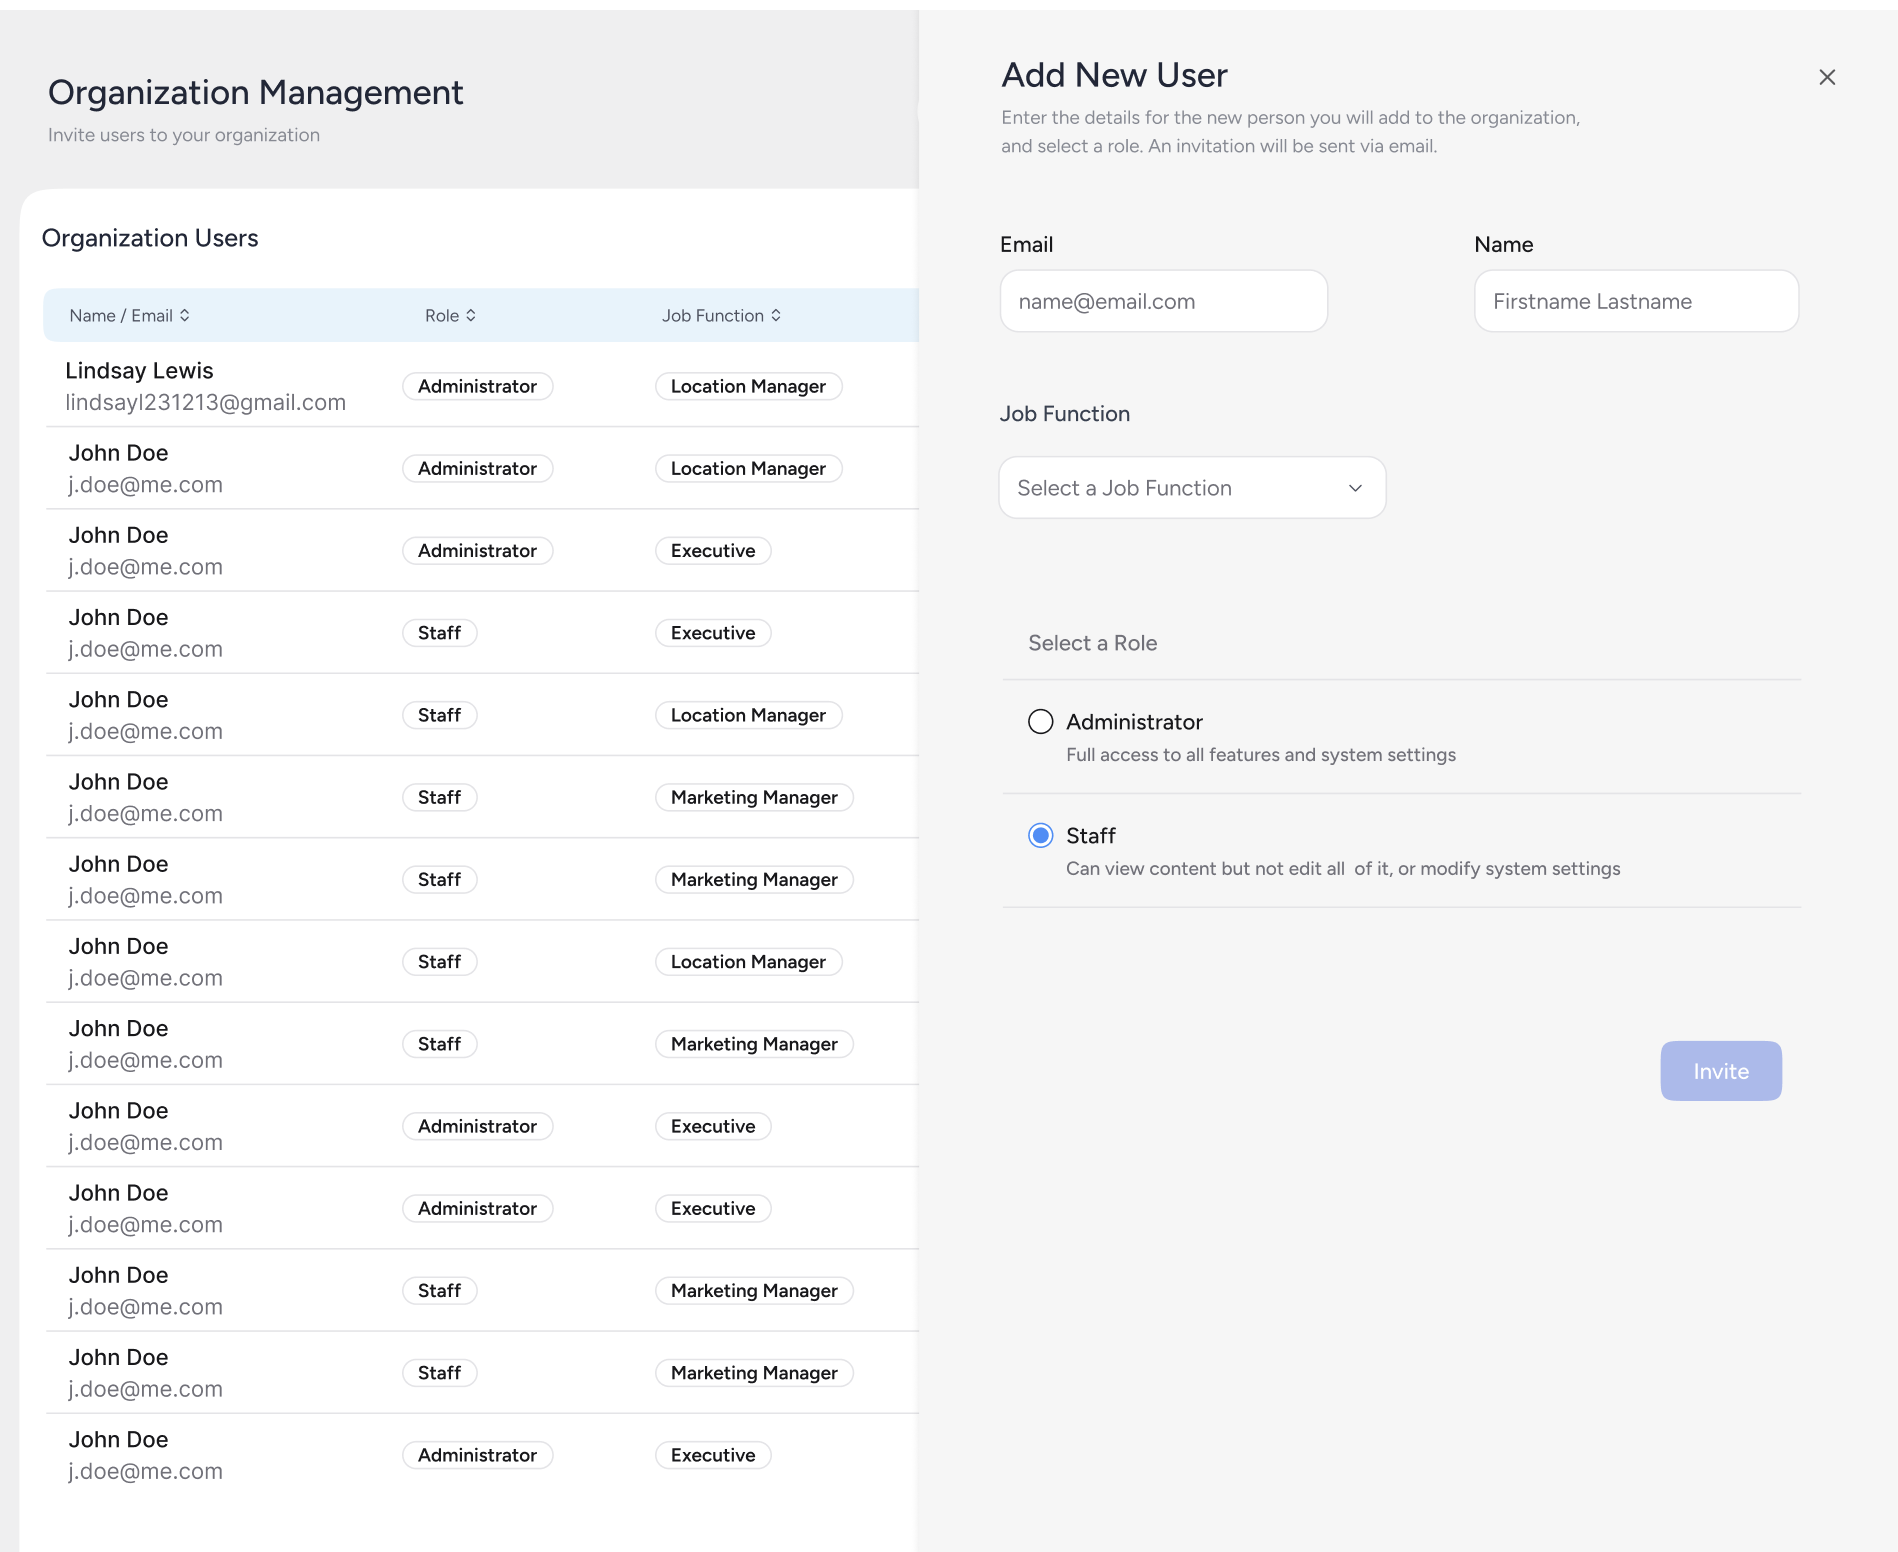 Organization Management
Invite users to your organization
Organization Users
Name / Email Role Job Function
Lindsay Lewis
lindsayl231213@gmail.com Administrator Location Manager
John Doe
j.doe@me.com Administrator Location Manager
John Doe
j.doe@me.com Administrator Executive
John Doe
j.doe@me.com Staff Executive
John Doe
j.doe@me.com Staff Location Manager
John Doe
j.doe@me.com Staff Marketing Manager
John Doe
j.doe@me.com Staff Marketing Manager
John Doe
j.doe@me.com Staff Location Manager
John Doe
j.doe@me.com Staff Marketing Manager
John Doe
j.doe@me.com Administrator Executive
John Doe
j.doe@me.com Administrator Executive
John Doe
j.doe@me.com Staff Marketing Manager
John Doe
j.doe@me.com Staff Marketing Manager
John Doe
j.doe@me.com Administrator Executive
Add New User
Enter the details for the new person you will add to the organization,
and select a role. An invitation will be sent via email.
Email Name
name@email.com Firstname Lastname
Job Function
Select a Job Function
Select a Role
Administrator
Full access to all features and system settings
Staff
Can view content but not edit all  of it, or modify system settings
Invite